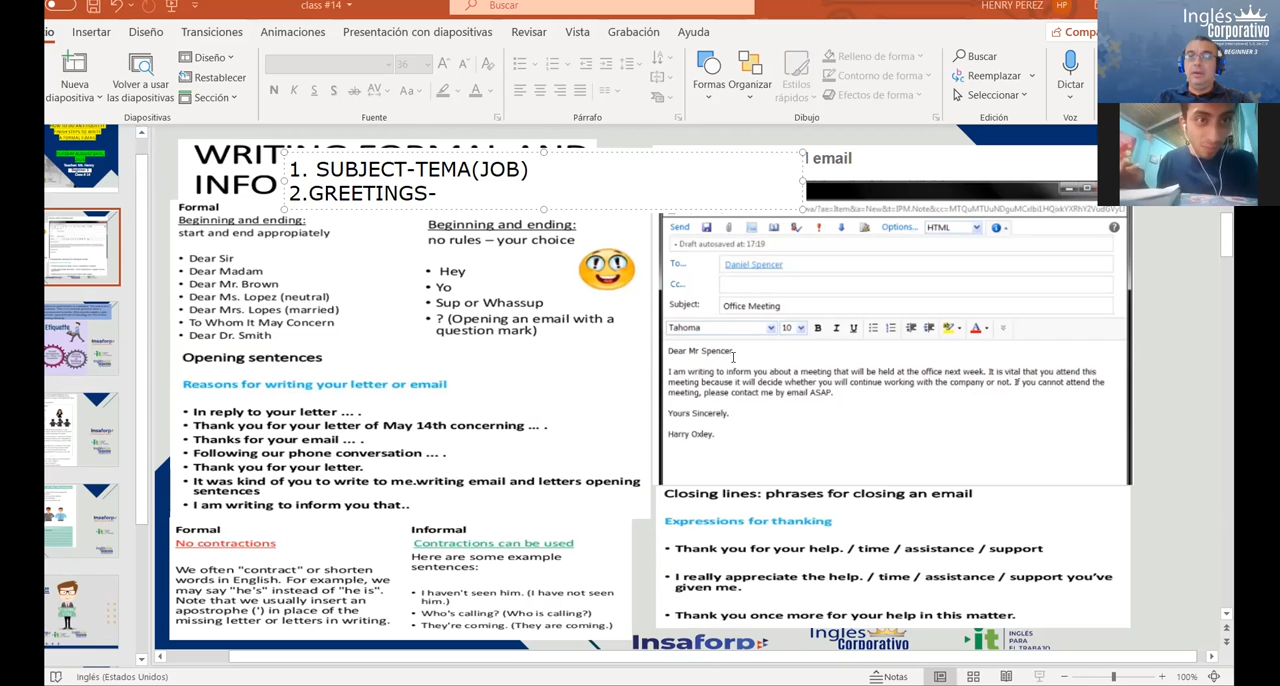 class #14
Buscar
HENRY PEREZ
HP
Insertar
Diseño
Transiciones
Animaciones
Presentación con diapositivas
Revisar
Vista
Grabación
Ayuda
Nueva
diapositiva
Volver a usar
las diapositivas
Diapositivas
Diseño
Restablecer
Sección
36
N K S S ab AV Aa
Fuente
Párrafo
Formas
Organizar
Estilos
rápidos
Relleno de forma
Contorno de forma
Efectos de forma
Dibujo
Buscar
Reemplazar
Seleccionar
Edición
Dictar
Voz
Inglés
Corporativo
BEGINNER 3
WRITING FORMAL AND
1. SUBJECT-TEMA(JOB)
2.GREETINGS-
email
Formal
Beginning and ending:
start and end appropiately
• Dear Sir
• Dear Madam
• Dear Mr. Brown
• Dear Ms. Lopez (neutral)
• Dear Mrs. Lopes (married)
• To Whom It May Concern
• Dear Dr. Smith
Beginning and ending:
no rules – your choice
• Hey
• Yo
• Sup or Whassup
• ? (Opening an email with a
question mark)
Opening sentences
Reasons for writing your letter or email
• In reply to your letter ... .
• Thank you for your letter of May 14th concerning ... .
• Thanks for your email ... .
• Following our phone conversation ... .
• Thank you for your letter.
• It was kind of you to write to me.writing email and letters opening
sentences
• I am writing to inform you that..
Formal
No contractions
We often "contract" or shorten
words in English. For example, we
may say "he's" instead of "he is".
Note that we usually insert an
apostrophe (') in place of the
missing letter or letters in writing.
Informal
Contractions can be used
Here are some example
sentences:
• I haven't seen him. (I have not seen
him.)
• Who's calling? (Who is calling?)
• They're coming. (They are coming.)
Send
Options...
HTML
Draft autosaved at: 17:19
To...
Daniel Spencer
Cc...
Subject:
Office Meeting
Tahoma
10
B I U
Dear Mr Spencer,
I am writing to inform you about a meeting that will be held at the office next week. It is vital that you attend this
meeting because it will decide whether you will continue working with the company or not. If you cannot attend the
meeting, please contact me by email ASAP.
Yours Sincerely.
Harry Oxley.
Closing lines: phrases for closing an email
Expressions for thanking
• Thank you for your help. / time / assistance / support
• I really appreciate the help. / time / assistance / support you've
given me.
• Thank you once more for your help in this matter.
Insaforp
Inglés
Corporativo
it
INGLÉS
PARA
EL TRABAJO
Inglés (Estados Unidos)
Notas
100%